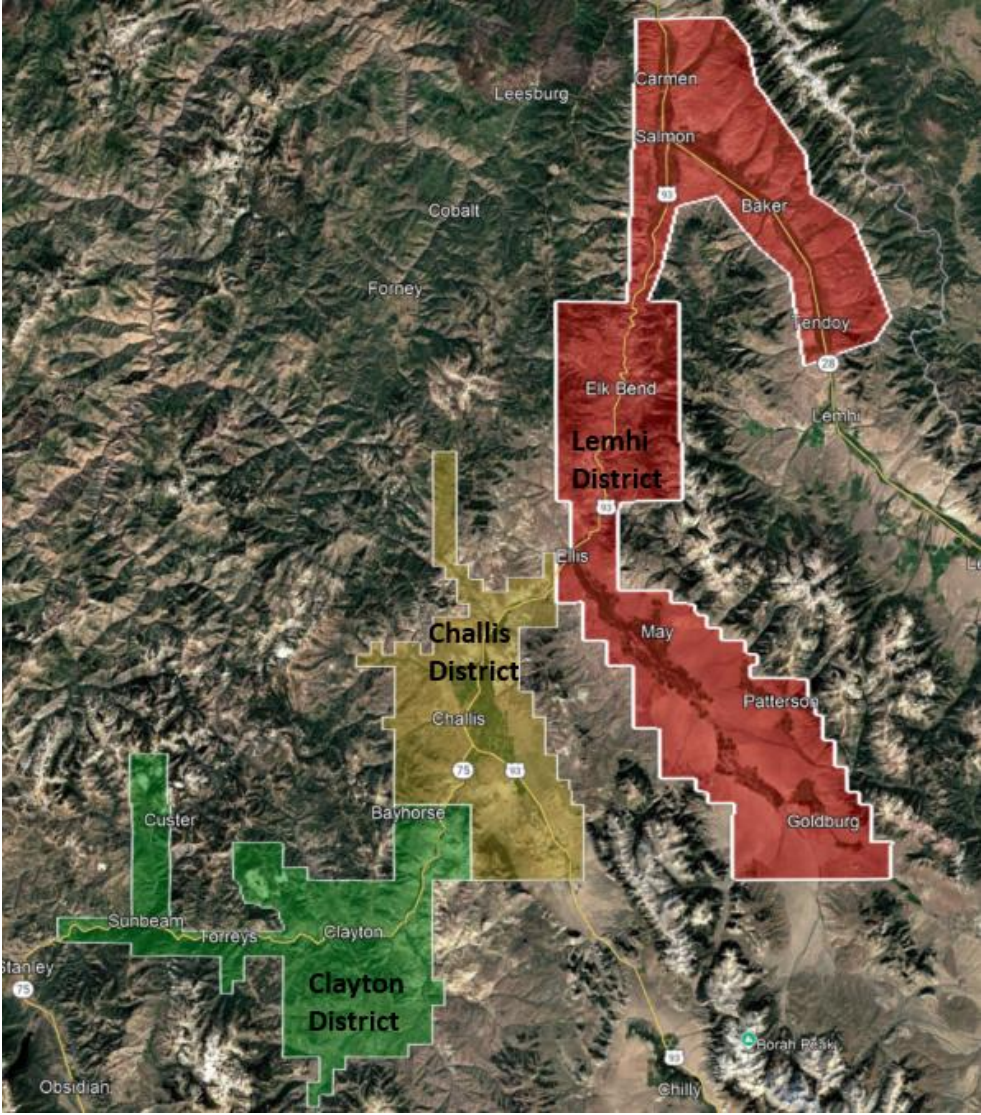 Carmen
Leesburg
Salmon
93
Baker
Cobalt
Forney
Fendoy
28
Elk Bend
Lemhi
Lemhi
District
93
Ellis
Challis
District
May
Patterson
Challis
75
93
Bayhorse
Custer
Goldburg
Sunbeam
Torreys
Clayton
Stanley
75
Clayton
District
Borah Peak
93
Obsidian
Chilly